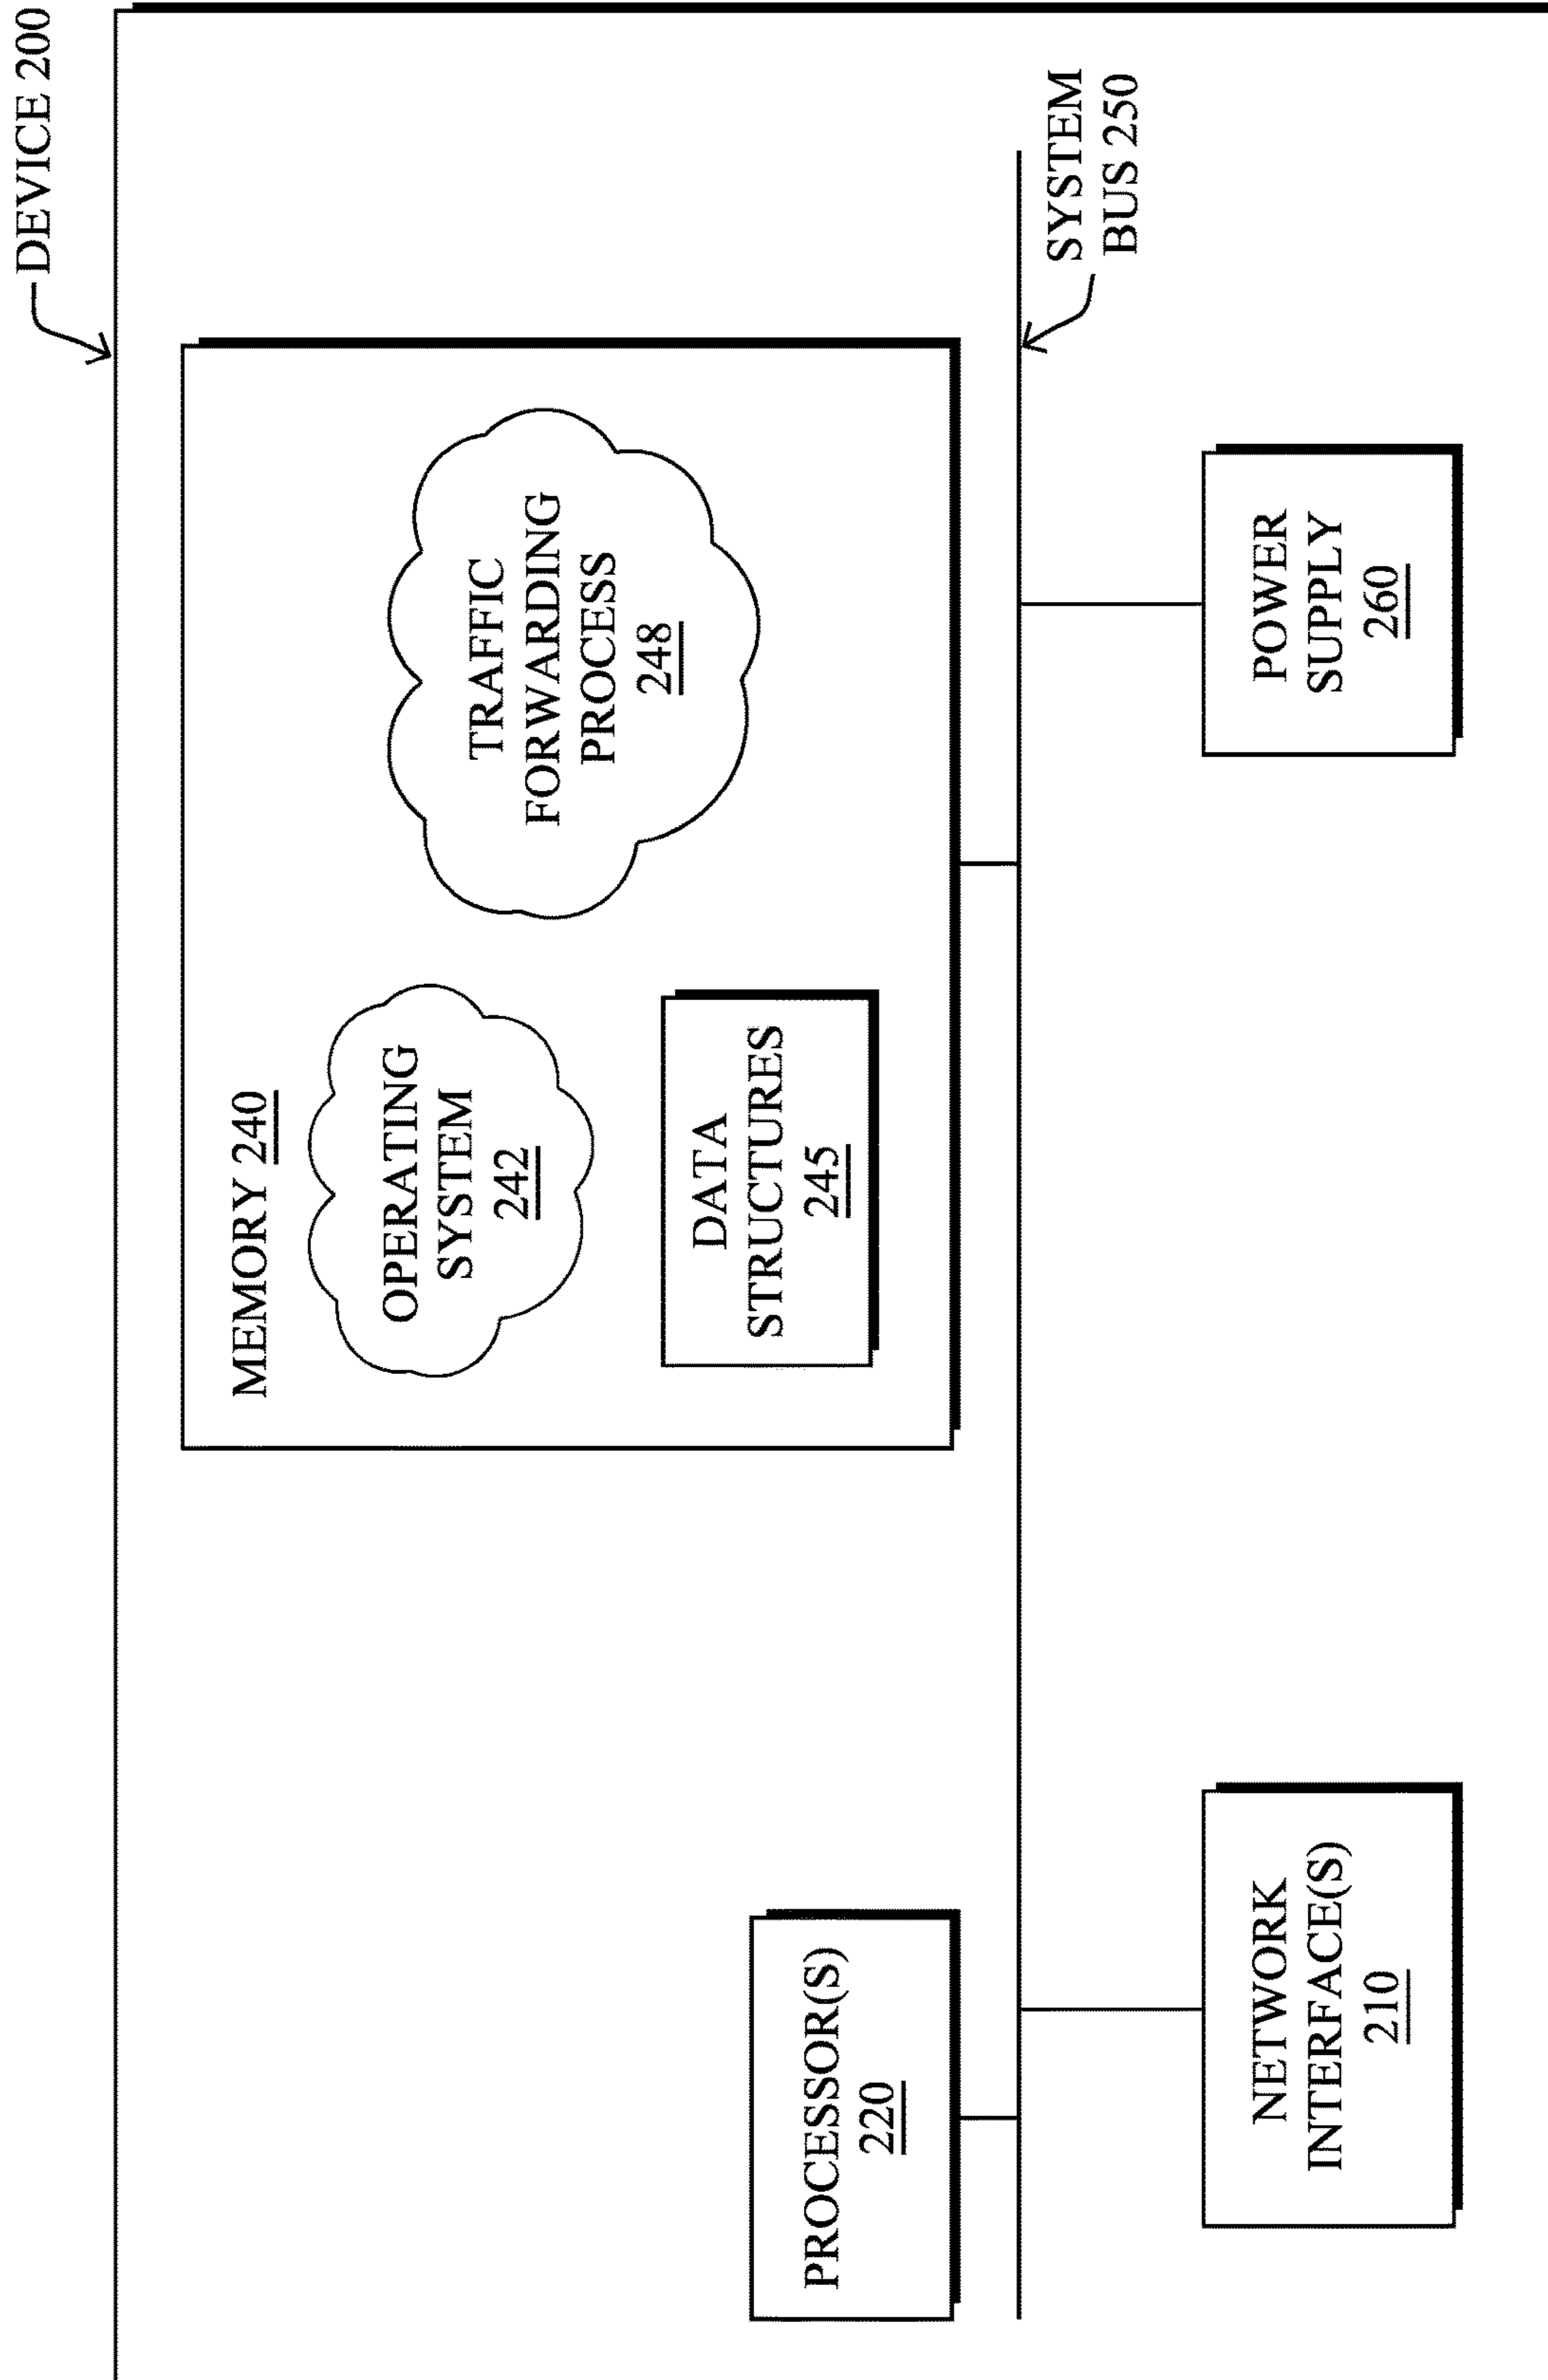 DEVICE 200
MEMORY 240
OPERATING
SYSTEM
242
TRAFFIC
FORWARDING
PROCESS
248
DATA
STRUCTURES
245
PROCESSOR(S)
220
SYSTEM
BUS 250
NETWORK
INTERFACE(S)
210
POWER
SUPPLY
260